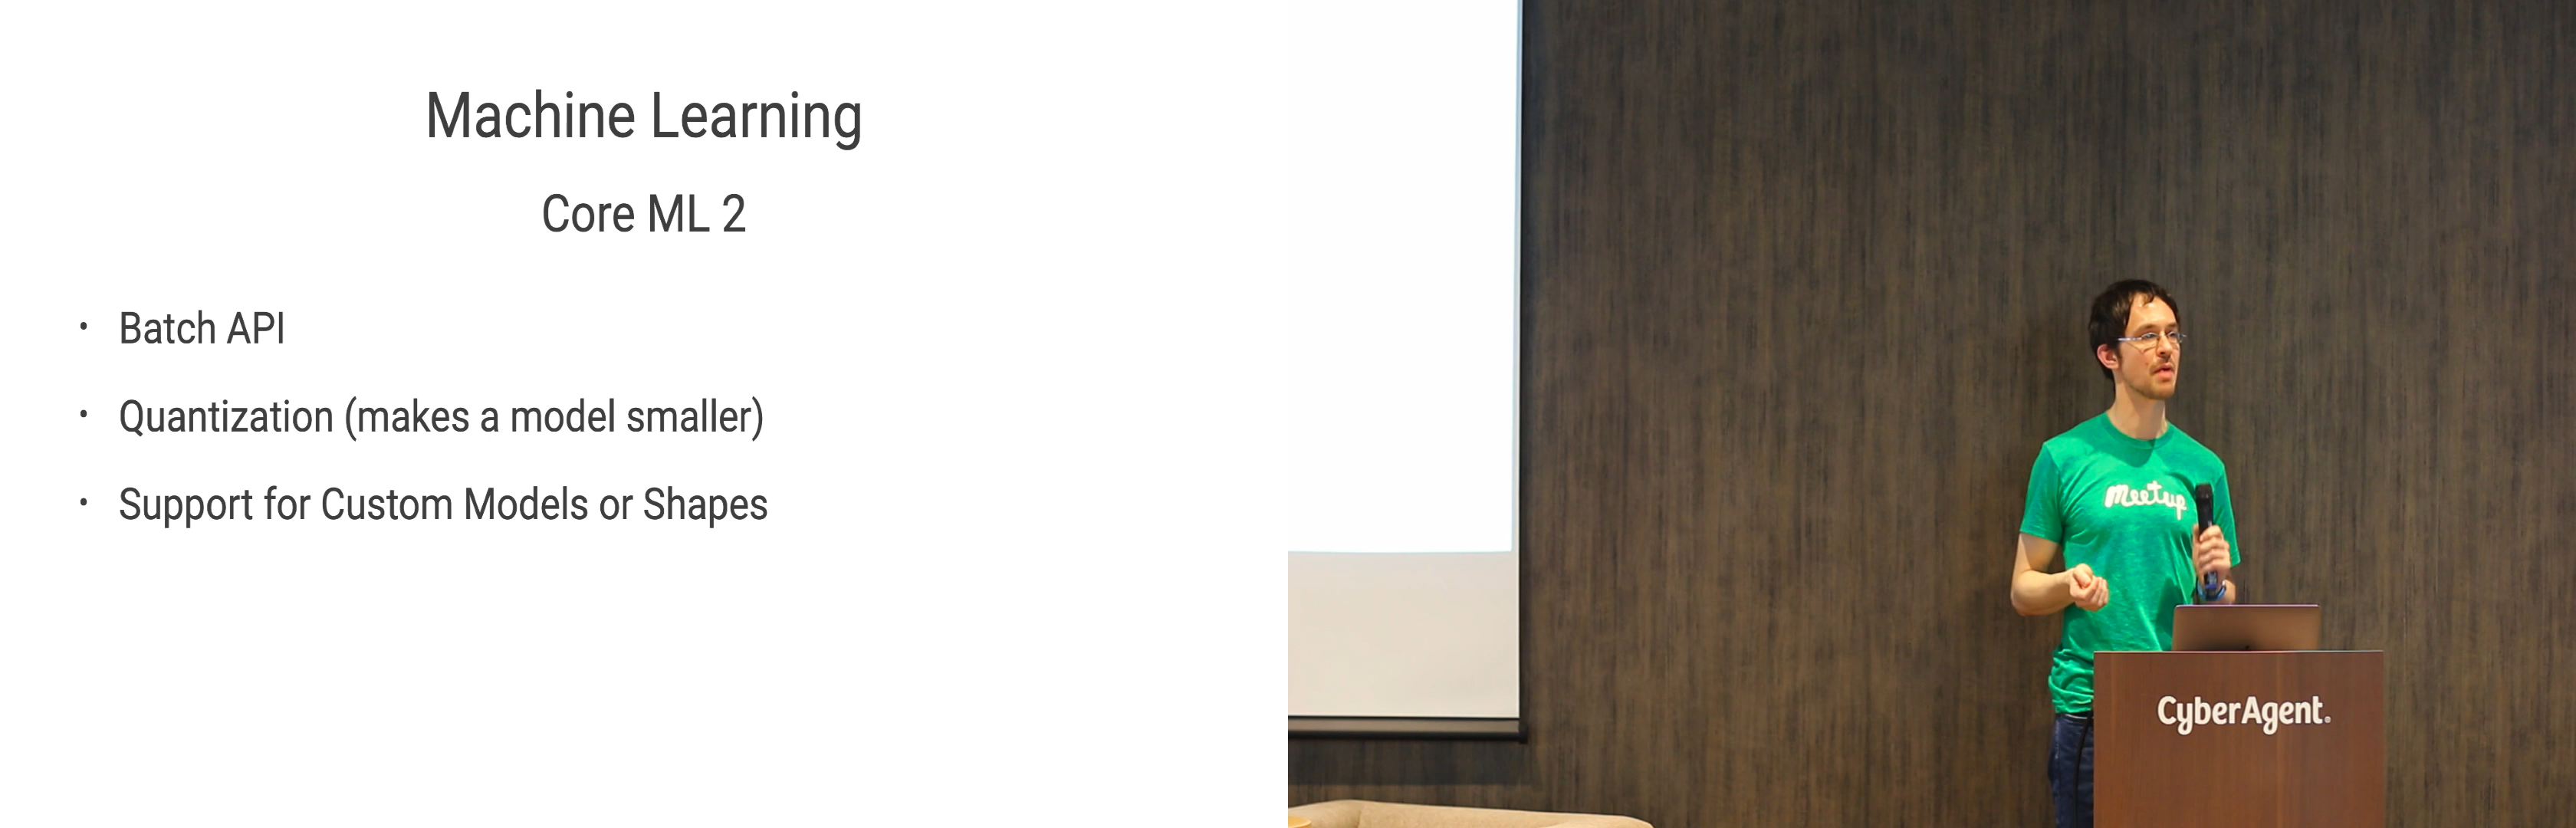 Machine Learning
Core ML 2
• Batch API
• Quantization (makes a model smaller)
• Support for Custom Models or Shapes
Meetup
CyberAgent.